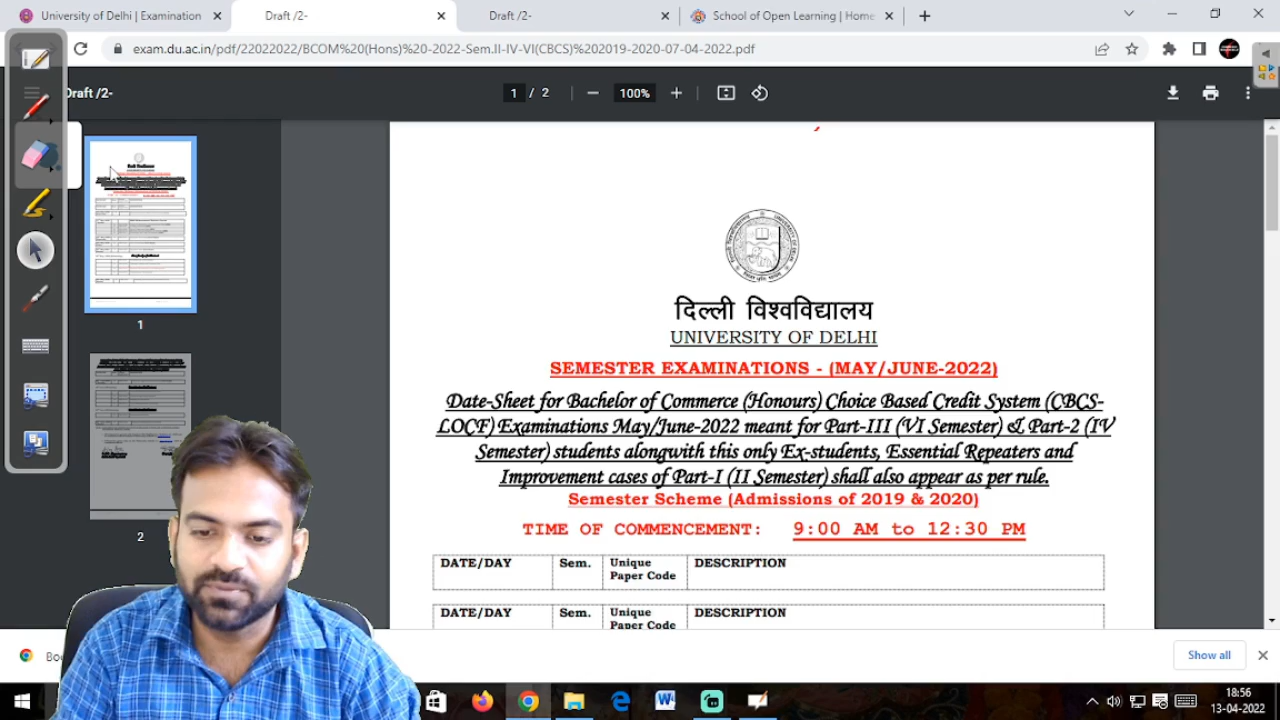 University of Delhi | Examination
Draft /2-
Draft /2-
School of Open Learning | Home
exam.du.ac.in/pdf/22022022/BCOM%20(Hons)%20-2022-Sem.II-IV-VI(CBCS)%202019-2020-07-04-2022.pdf
Draft /2-
1 / 2
100%
दिल्ली विश्वविद्यालय
UNIVERSITY OF DELHI
SEMESTER EXAMINATIONS - (MAY/JUNE-2022)
Date-Sheet for Bachelor of Commerce (Honours) Choice Based Credit System (CBCS-
LOCF) Examinations May/June-2022 meant for Part-III (VI Semester) & Part-2 (IV
Semester) students alongwith this only Ex-students, Essential Repeaters and
Improvement cases of Part-I (II Semester) shall also appear as per rule.
Semester Scheme (Admissions of 2019 & 2020)
TIME OF COMMENCEMENT: 9:00 AM to 12:30 PM
DATE/DAY Sem. Unique Paper Code DESCRIPTION
DATE/DAY Sem. Unique Paper Code DESCRIPTION
1
2
Show all
18:56
13-04-2022